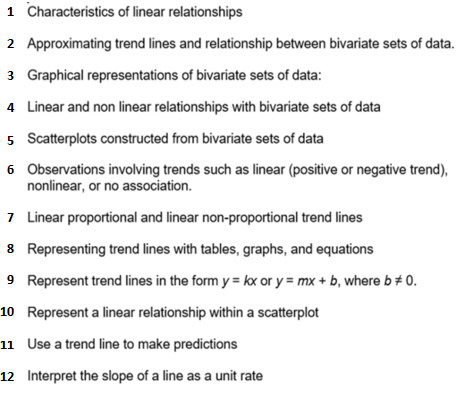 1 Characteristics of linear relationships
2 Approximating trend lines and relationship between bivariate sets of data.
3 Graphical representations of bivariate sets of data:
4 Linear and non linear relationships with bivariate sets of data
5 Scatterplots constructed from bivariate sets of data
6 Observations involving trends such as linear (positive or negative trend),
nonlinear, or no association.
7 Linear proportional and linear non-proportional trend lines
8 Representing trend lines with tables, graphs, and equations
9 Represent trend lines in the form y = kx or y = mx + b, where b ≠ 0.
10 Represent a linear relationship within a scatterplot
11 Use a trend line to make predictions
12 Interpret the slope of a line as a unit rate